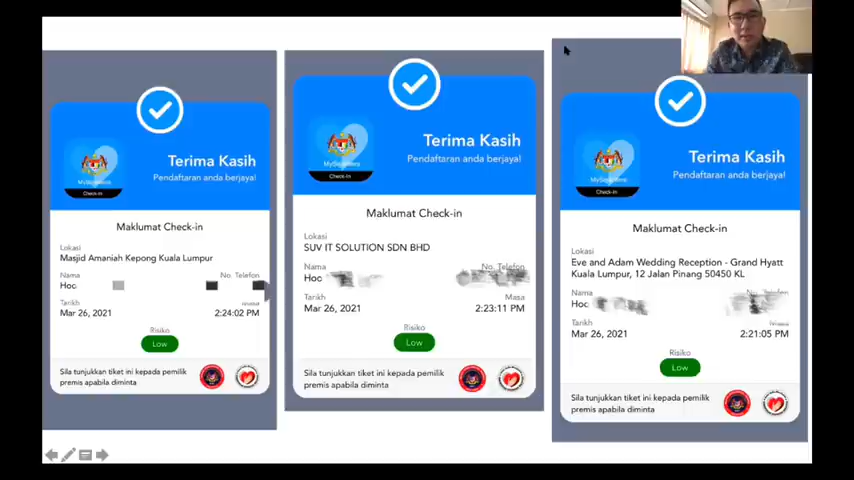 Terima Kasih
Pendaftaran anda berjaya!
Check-in
Maklumat Check-in
Lokasi
Masjid Amaniah Kepong Kuala Lumpur
Nama
No. Telefon
Hoc
Tarikh
Masa
Mar 26, 2021
2:24:02 PM
Risiko
Low
Sila tunjukkan tiket ini kepada pemilik
premis apabila diminta
Terima Kasih
Pendaftaran anda berjaya!
Check-in
Maklumat Check-in
Lokasi
SUV IT SOLUTION SDN BHD
Nama
No. Telefon
Hoc
Tarikh
Masa
Mar 26, 2021
2:23:11 PM
Risiko
Low
Sila tunjukkan tiket ini kepada pemilik
premis apabila diminta
Terima Kasih
Pendaftaran anda berjaya!
Check-in
Maklumat Check-in
Lokasi
Eve and Adam Wedding Reception - Grand Hyatt
Kuala Lumpur, 12 Jalan Pinang 50450 KL
Nama
Hoc
Tarikh
Masa
Mar 26, 2021
2:21:05 PM
Risiko
Low
Sila tunjukkan tiket ini kepada pemilik
premis apabila diminta